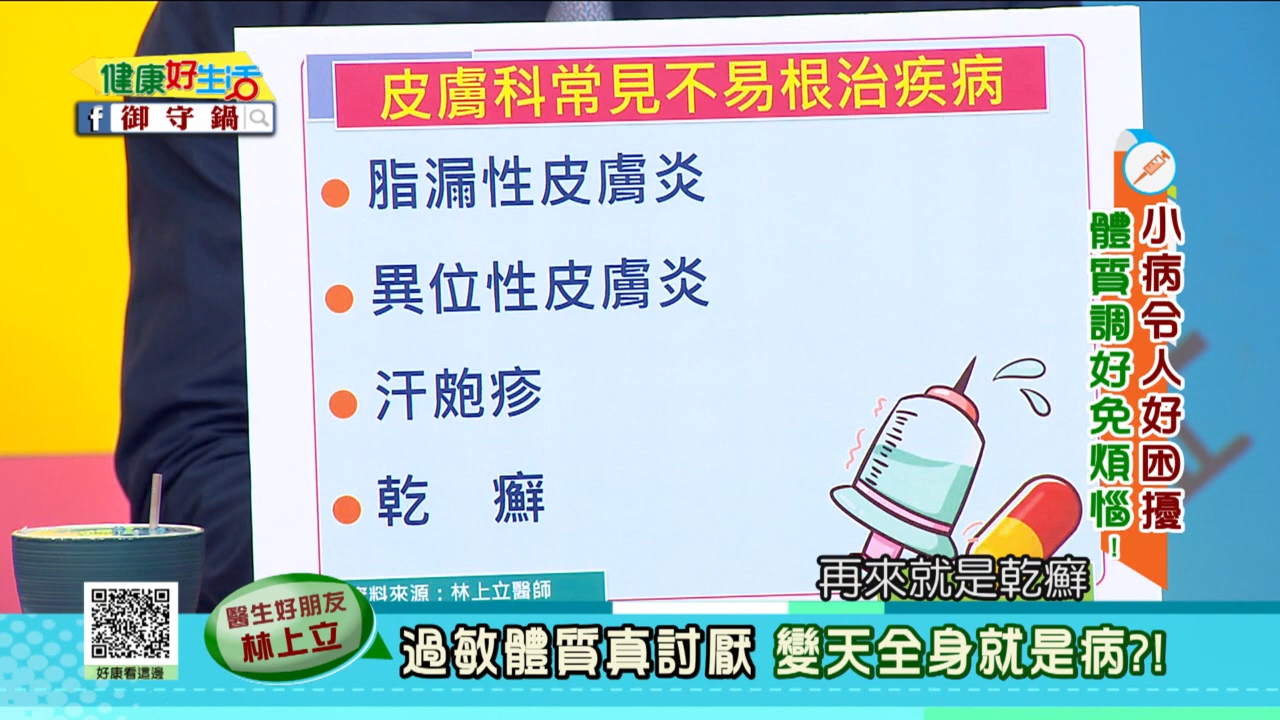 健康好生活
f 御守鍋
皮膚科常見不易根治疾病
脂漏性皮膚炎
異位性皮膚炎
汗皰疹
乾 癬
資料來源：林上立醫師
小病令人好困擾
體質調好免煩惱！
再來就是乾癬
醫生好朋友
林上立
過敏體質真討厭 變天全身就是病?!
好康看這邊